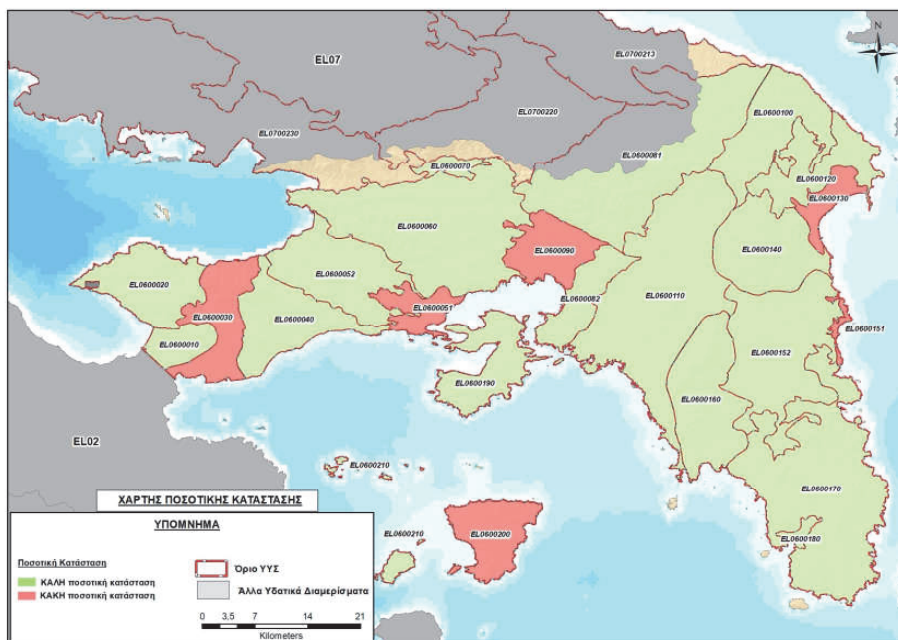 N
EL07
EL0700213
EL0700220
EL0700230
EL0600081
EL0600100
EL0600070
EL0600120
EL0600130
EL0600060
EL0600090
EL0600140
EL0600052
EL0600020
EL0600082
EL0600110
EL0600051
EL0600030
EL0600040
EL0600151
EL0600010
EL0600152
EL0600190
EL0600160
EL02
EL0600210
EL0600170
EL0600210
EL0600200
EL0600180
ΧΑΡΤΗΣ ΠΟΣΟΤΙΚΗΣ ΚΑΤΑΣΤΑΣΗΣ
ΥΠΟΜΝΗΜΑ
Ποσοτική Κατάσταση
ΚΑΛΗ ποσοτική κατάσταση
ΚΑΚΗ ποσοτική κατάσταση
Όριο ΥΥΣ
Άλλα Υδατικά Διαμερίσματα
0 3,5 7 14 21
Kilometers